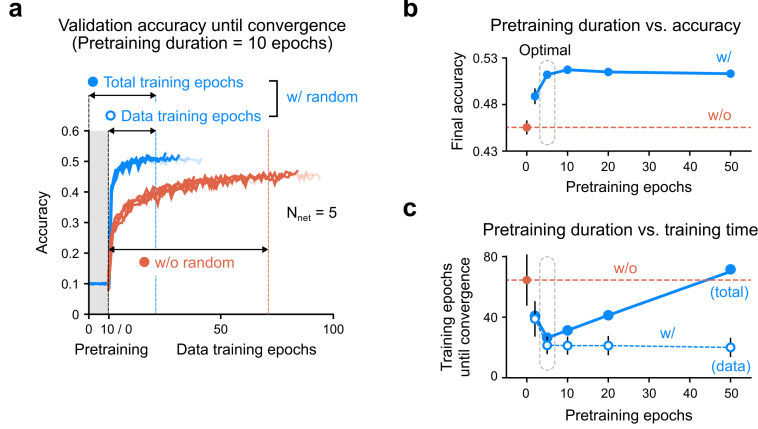 a
Validation accuracy until convergence
(Pretraining duration = 10 epochs)
Total training epochs
Data training epochs
w/ random
0.6
0.5
0.4
0.3
0.2
0.1
0
Accuracy
N_net = 5
w/o random
0 10 / 0 50 100
Pretraining Data training epochs
b
Pretraining duration vs. accuracy
Optimal
w/
w/o
0.53
0.48
0.43
Final accuracy
0 10 20 30 40 50
Pretraining epochs
c
Pretraining duration vs. training time
w/o
(total)
w/
(data)
80
40
0
Training epochs
until convergence
0 10 20 30 40 50
Pretraining epochs